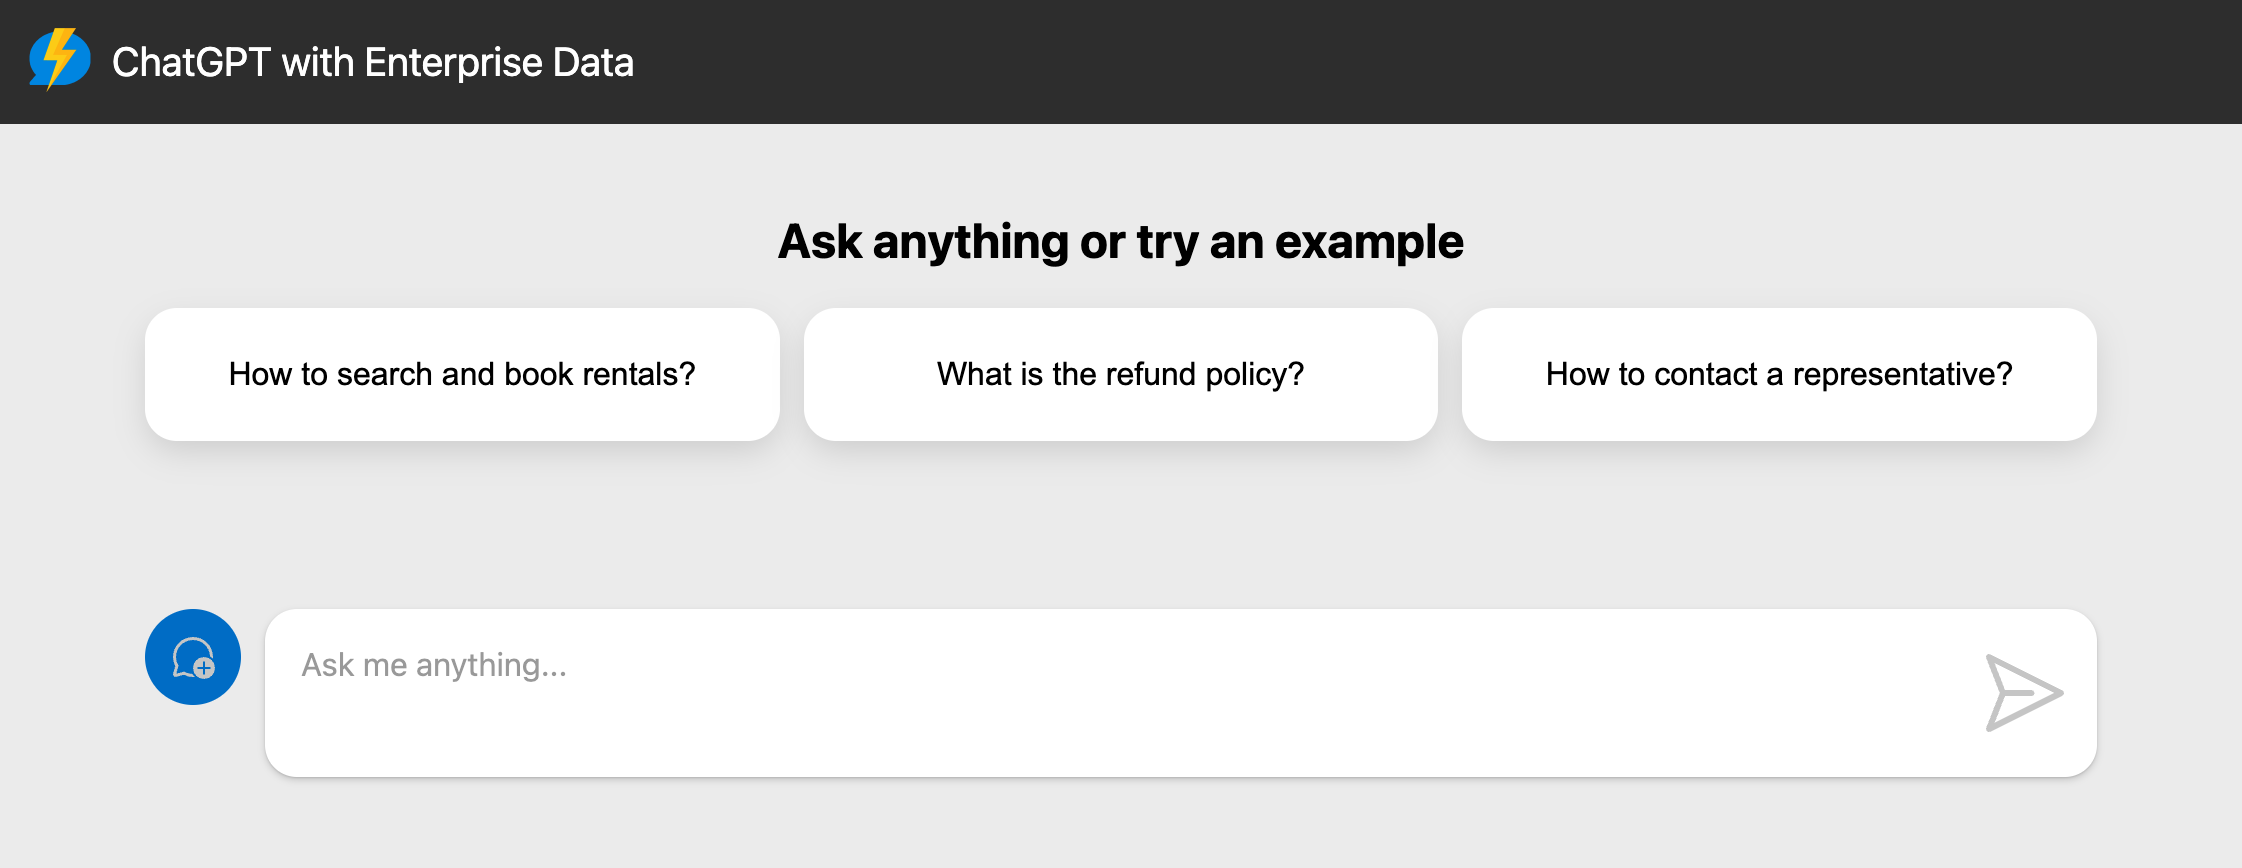 ChatGPT with Enterprise Data
Ask anything or try an example
How to search and book rentals?
What is the refund policy?
How to contact a representative?
Ask me anything...